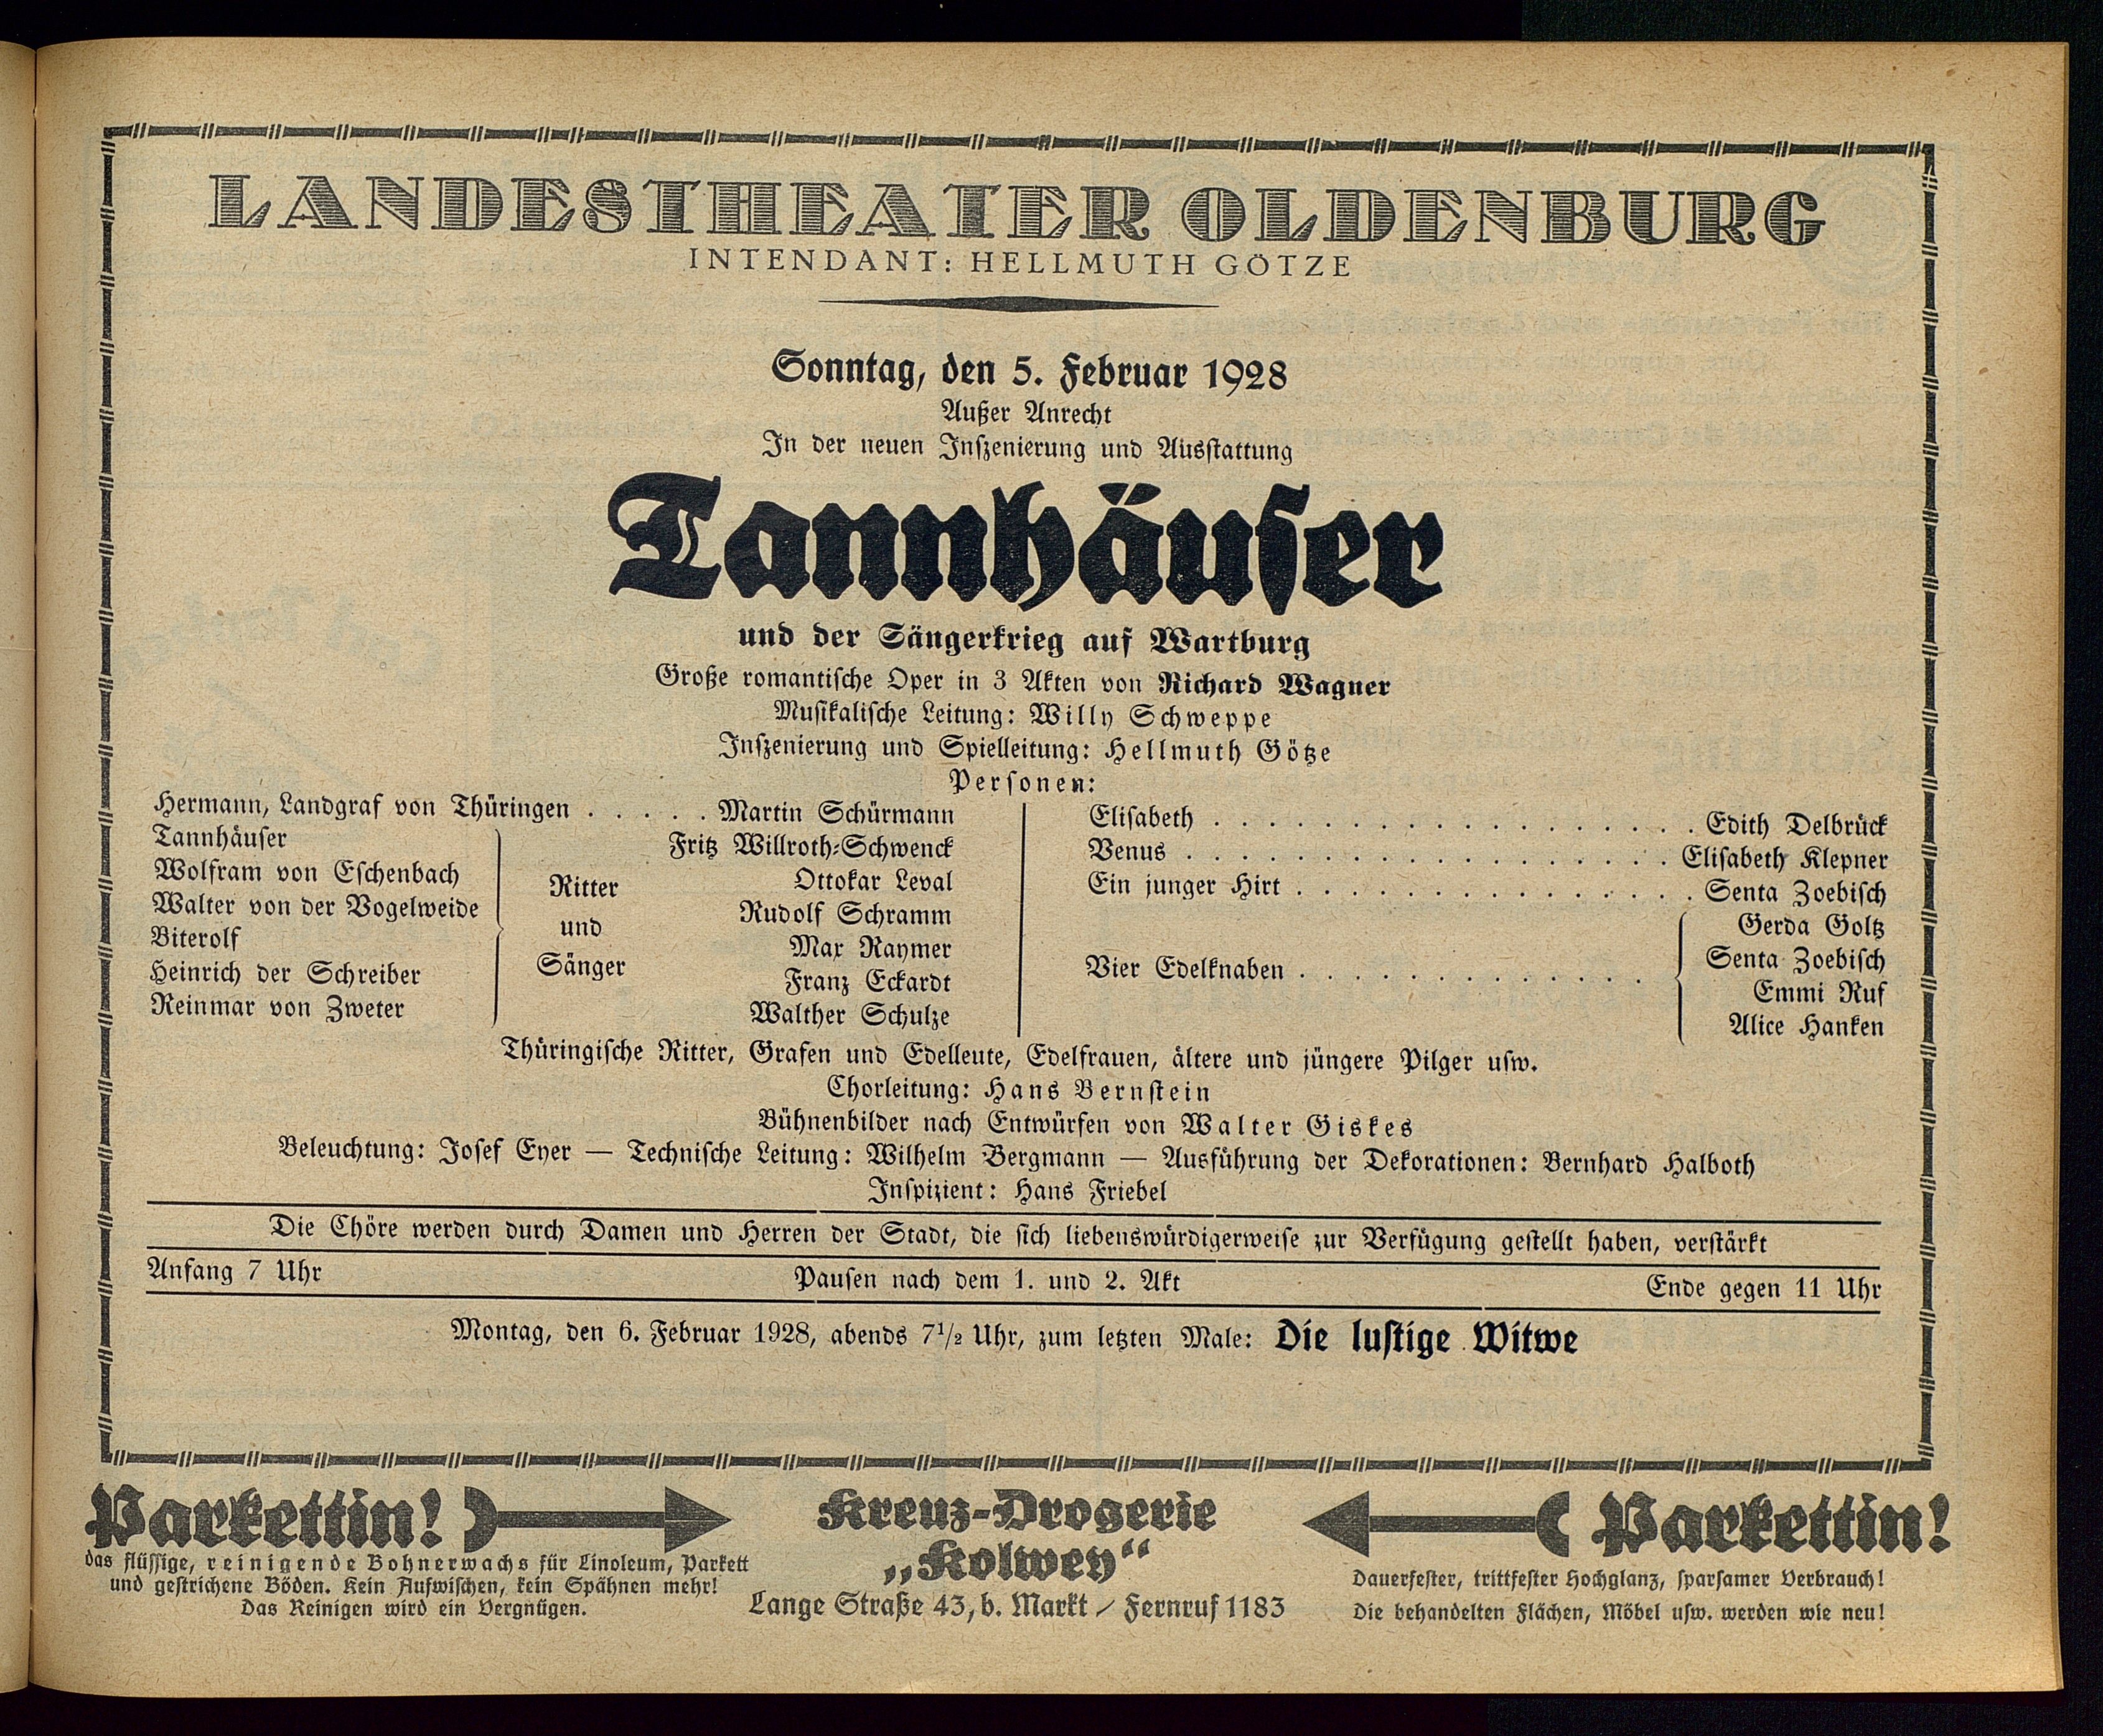 LANDESTHEATER OLDENBURG
INTENDANT: HELLMUTH GÖTZE
Sonntag, den 5. Februar 1928
Außer Anrecht
In der neuen Inszenierung und Ausstattung
Tannhäuser
und der Sängerkrieg auf Wartburg
Große romantische Oper in 3 Akten von Richard Wagner
Musikalische Leitung: Willy Schweppe
Inszenierung und Spielleitung: Hellmuth Götze
Personen:
Hermann, Landgraf von Thüringen . . . . . Martin Schürmann
Tannhäuser Fritz Willroth-Schwenck
Wolfram von Eschenbach Ottokar Leval
Walter von der Vogelweide Rudolf Schramm
Biterolf Max Raymer
Heinrich der Schreiber Franz Eckardt
Reinmar von Zweter Walther Schulze
Ritter
und
Sänger
Elisabeth . . . . . . . . . . . . . . . . . . Edith Delbrück
Venus . . . . . . . . . . . . . . . . . . Elisabeth Klepner
Ein junger Hirt . . . . . . . . . . . . . . . Senta Zoebisch
Vier Edelknaben . . . . . . . . . . . . .
Gerda Goltz
Senta Zoebisch
Emmi Ruf
Alice Hanken
Thüringische Ritter, Grafen und Edelleute, Edelfrauen, ältere und jüngere Pilger usw.
Chorleitung: Hans Bernstein
Bühnenbilder nach Entwürfen von Walter Giskes
Beleuchtung: Josef Eyer — Technische Leitung: Wilhelm Bergmann — Ausführung der Dekorationen: Bernhard Halboth
Inspizient: Hans Friebel
Die Chöre werden durch Damen und Herren der Stadt, die sich liebenswürdigerweise zur Verfügung gestellt haben, verstärkt
Anfang 7 Uhr Pausen nach dem 1. und 2. Akt Ende gegen 11 Uhr
Montag, den 6. Februar 1928, abends 7½ Uhr, zum letzten Male: Die lustige Witwe
Parkettin!
das flüssige, reinigende Bohnerwachs für Linoleum, Parkett
und gestrichene Böden. Kein Aufwischen, kein Spähnen mehr!
Das Reinigen wird ein Vergnügen.
Kreuz-Drogerie
„Kolwey“
Lange Straße 43, b. Markt / Fernruf 1183
Parkettin!
Dauerfester, trittfester Hochglanz, sparsamer Verbrauch!
Die behandelten Flächen, Möbel usw. werden wie neu!